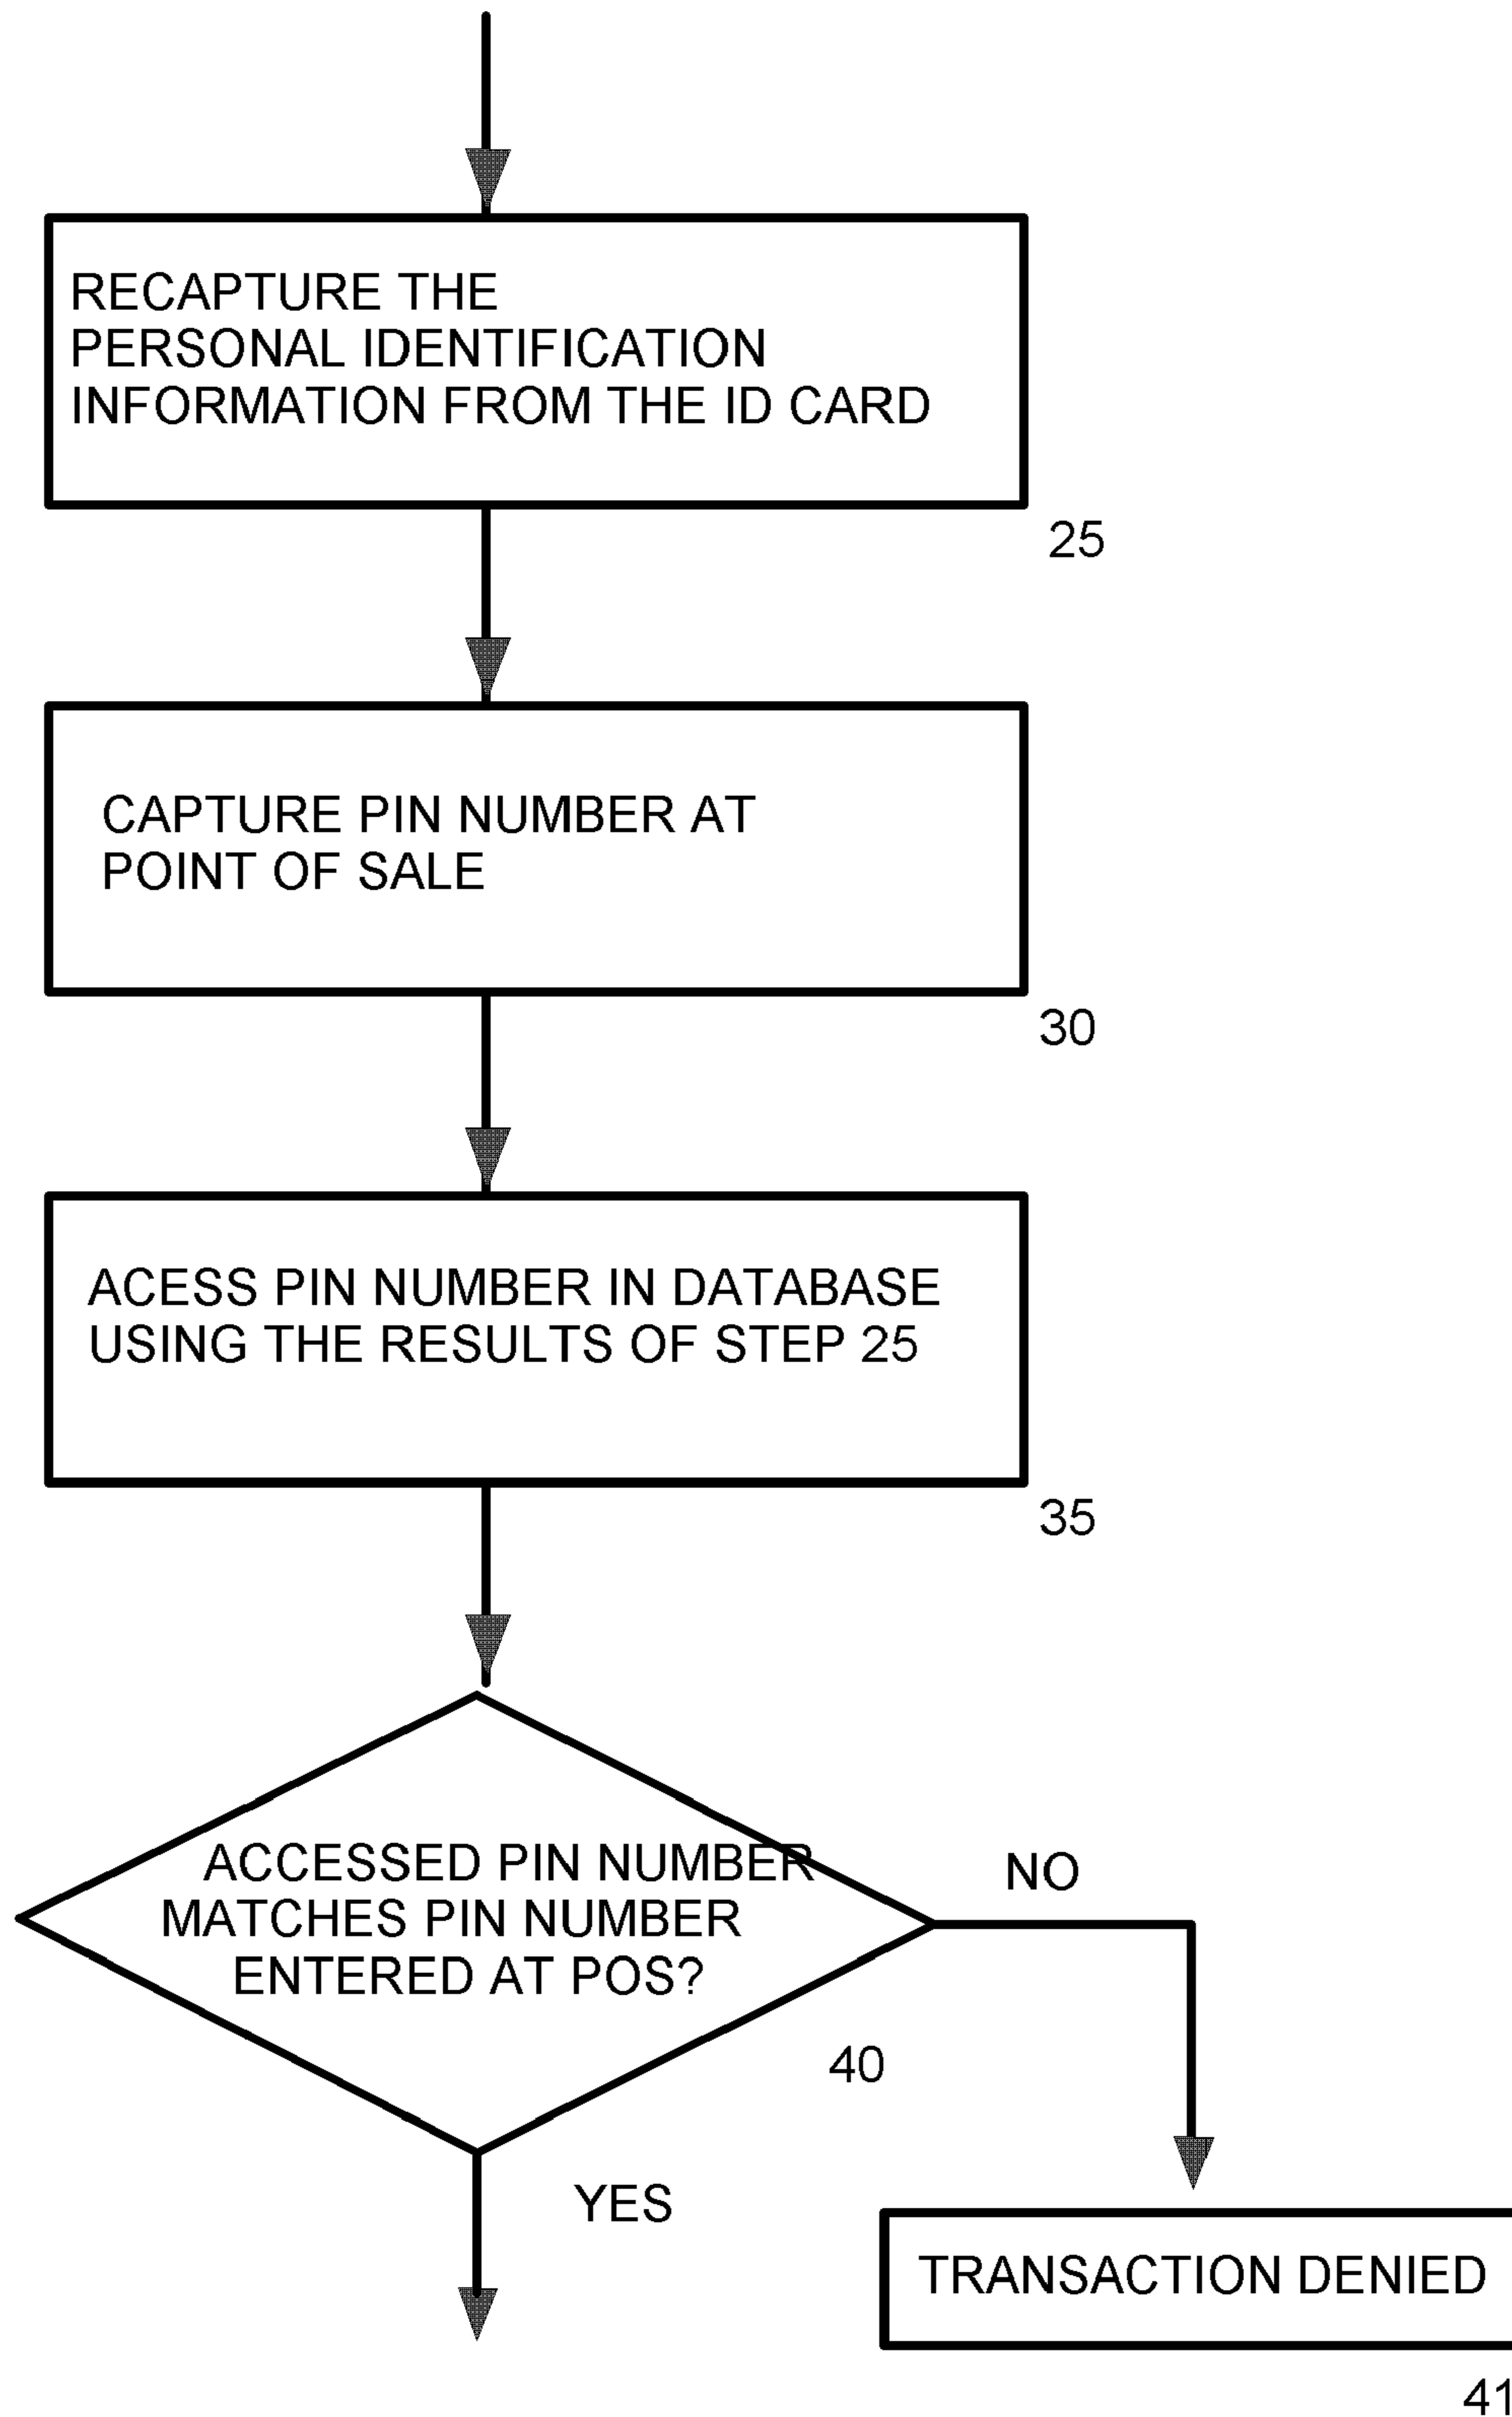 RECAPTURE THE
PERSONAL IDENTIFICATION
INFORMATION FROM THE ID CARD
25
CAPTURE PIN NUMBER AT
POINT OF SALE
30
ACESS PIN NUMBER IN DATABASE
USING THE RESULTS OF STEP 25
35
ACCESSED PIN NUMBER
MATCHES PIN NUMBER
ENTERED AT POS?
NO
40
YES
TRANSACTION DENIED
41